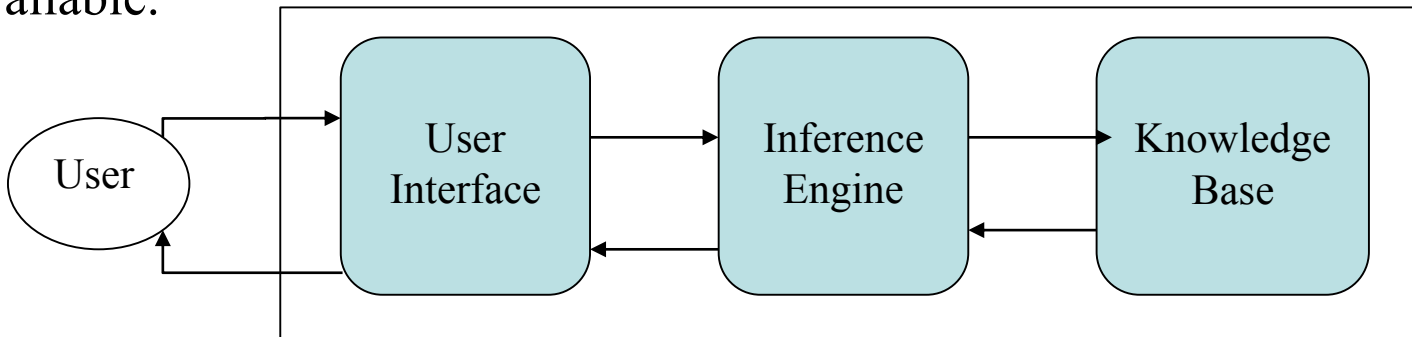 User
User
Interface
Inference
Engine
Knowledge
Base